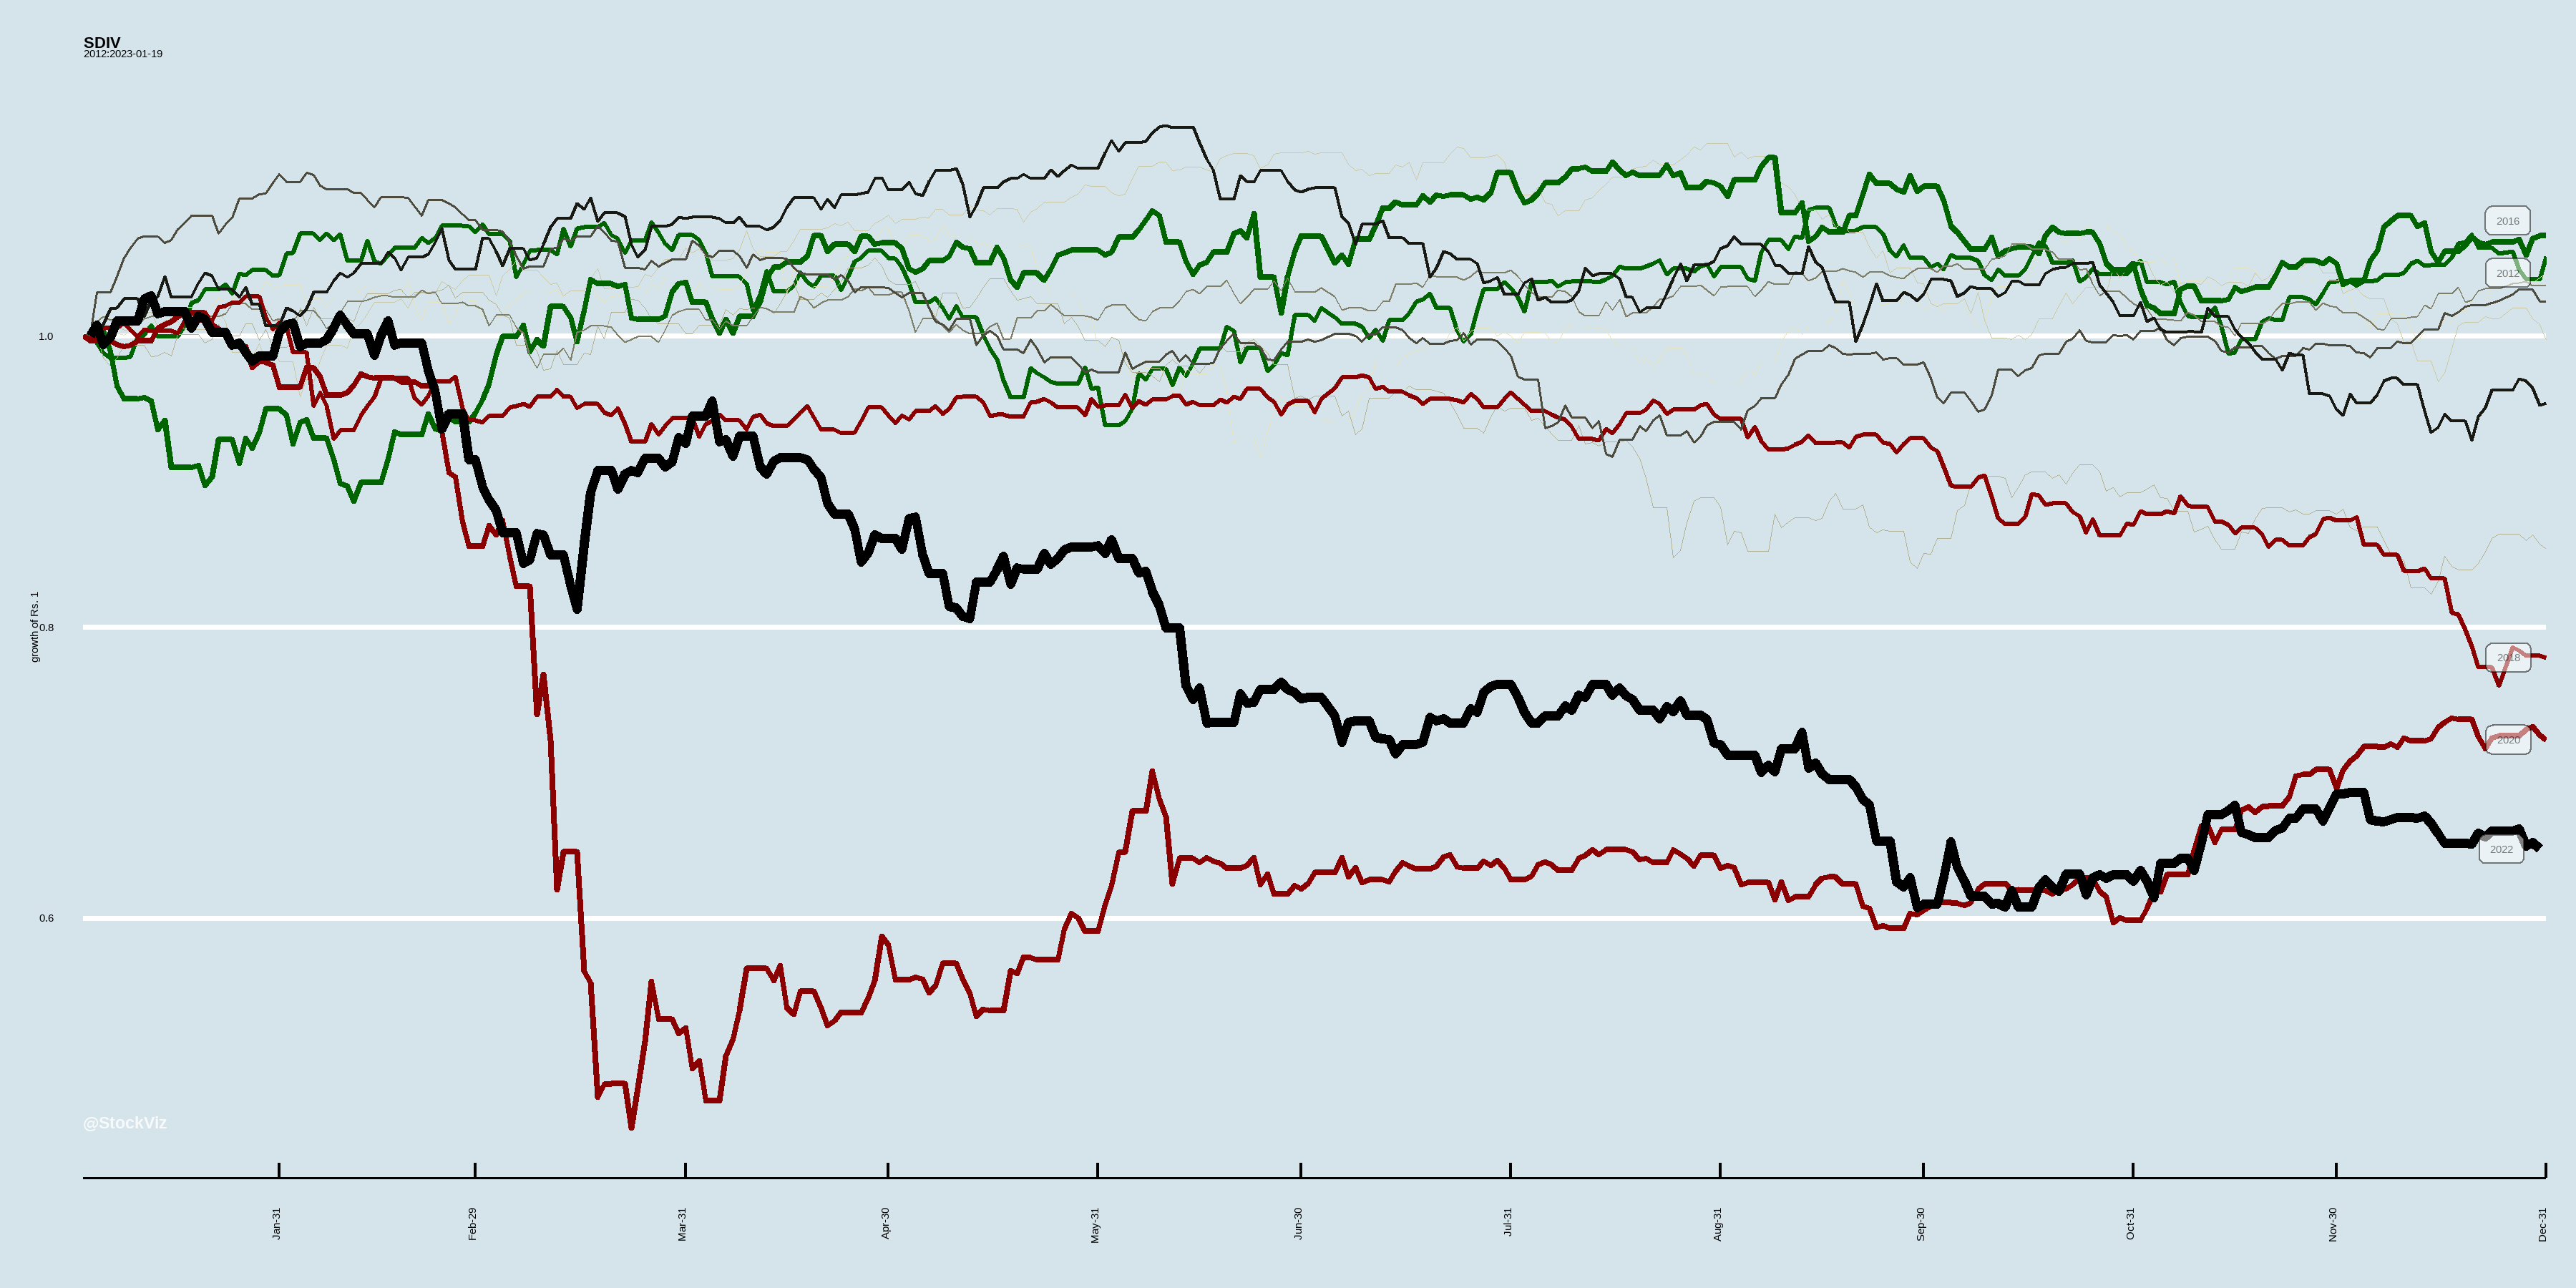 SDIV
2012:2023-01-19
2016
2012
1.0
growth of Rs. 1
0.8
2018
2020
2022
0.6
@StockViz
Jan-31
Feb-29
Mar-31
Apr-30
May-31
Jun-30
Jul-31
Aug-31
Sep-30
Oct-31
Nov-30
Dec-31